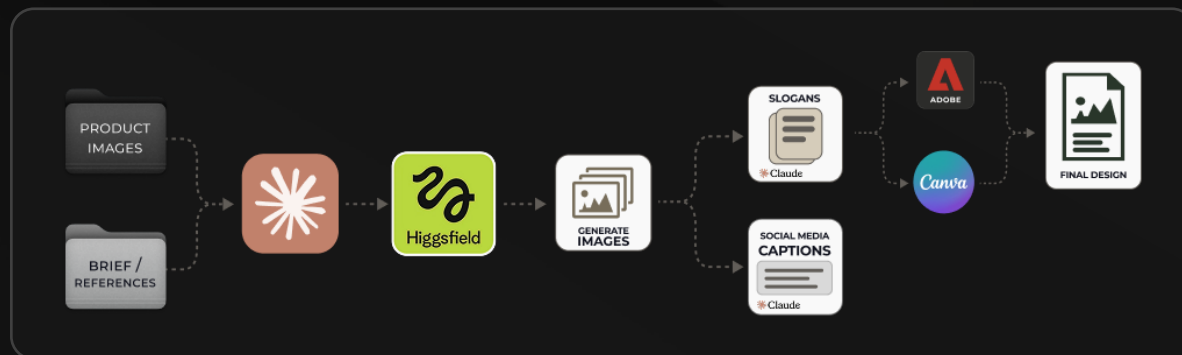 PRODUCT
IMAGES
BRIEF /
REFERENCES
Higgsfield
GENERATE
IMAGES
SLOGANS
Claude
SOCIAL MEDIA
CAPTIONS
Claude
ADOBE
Canva
FINAL DESIGN